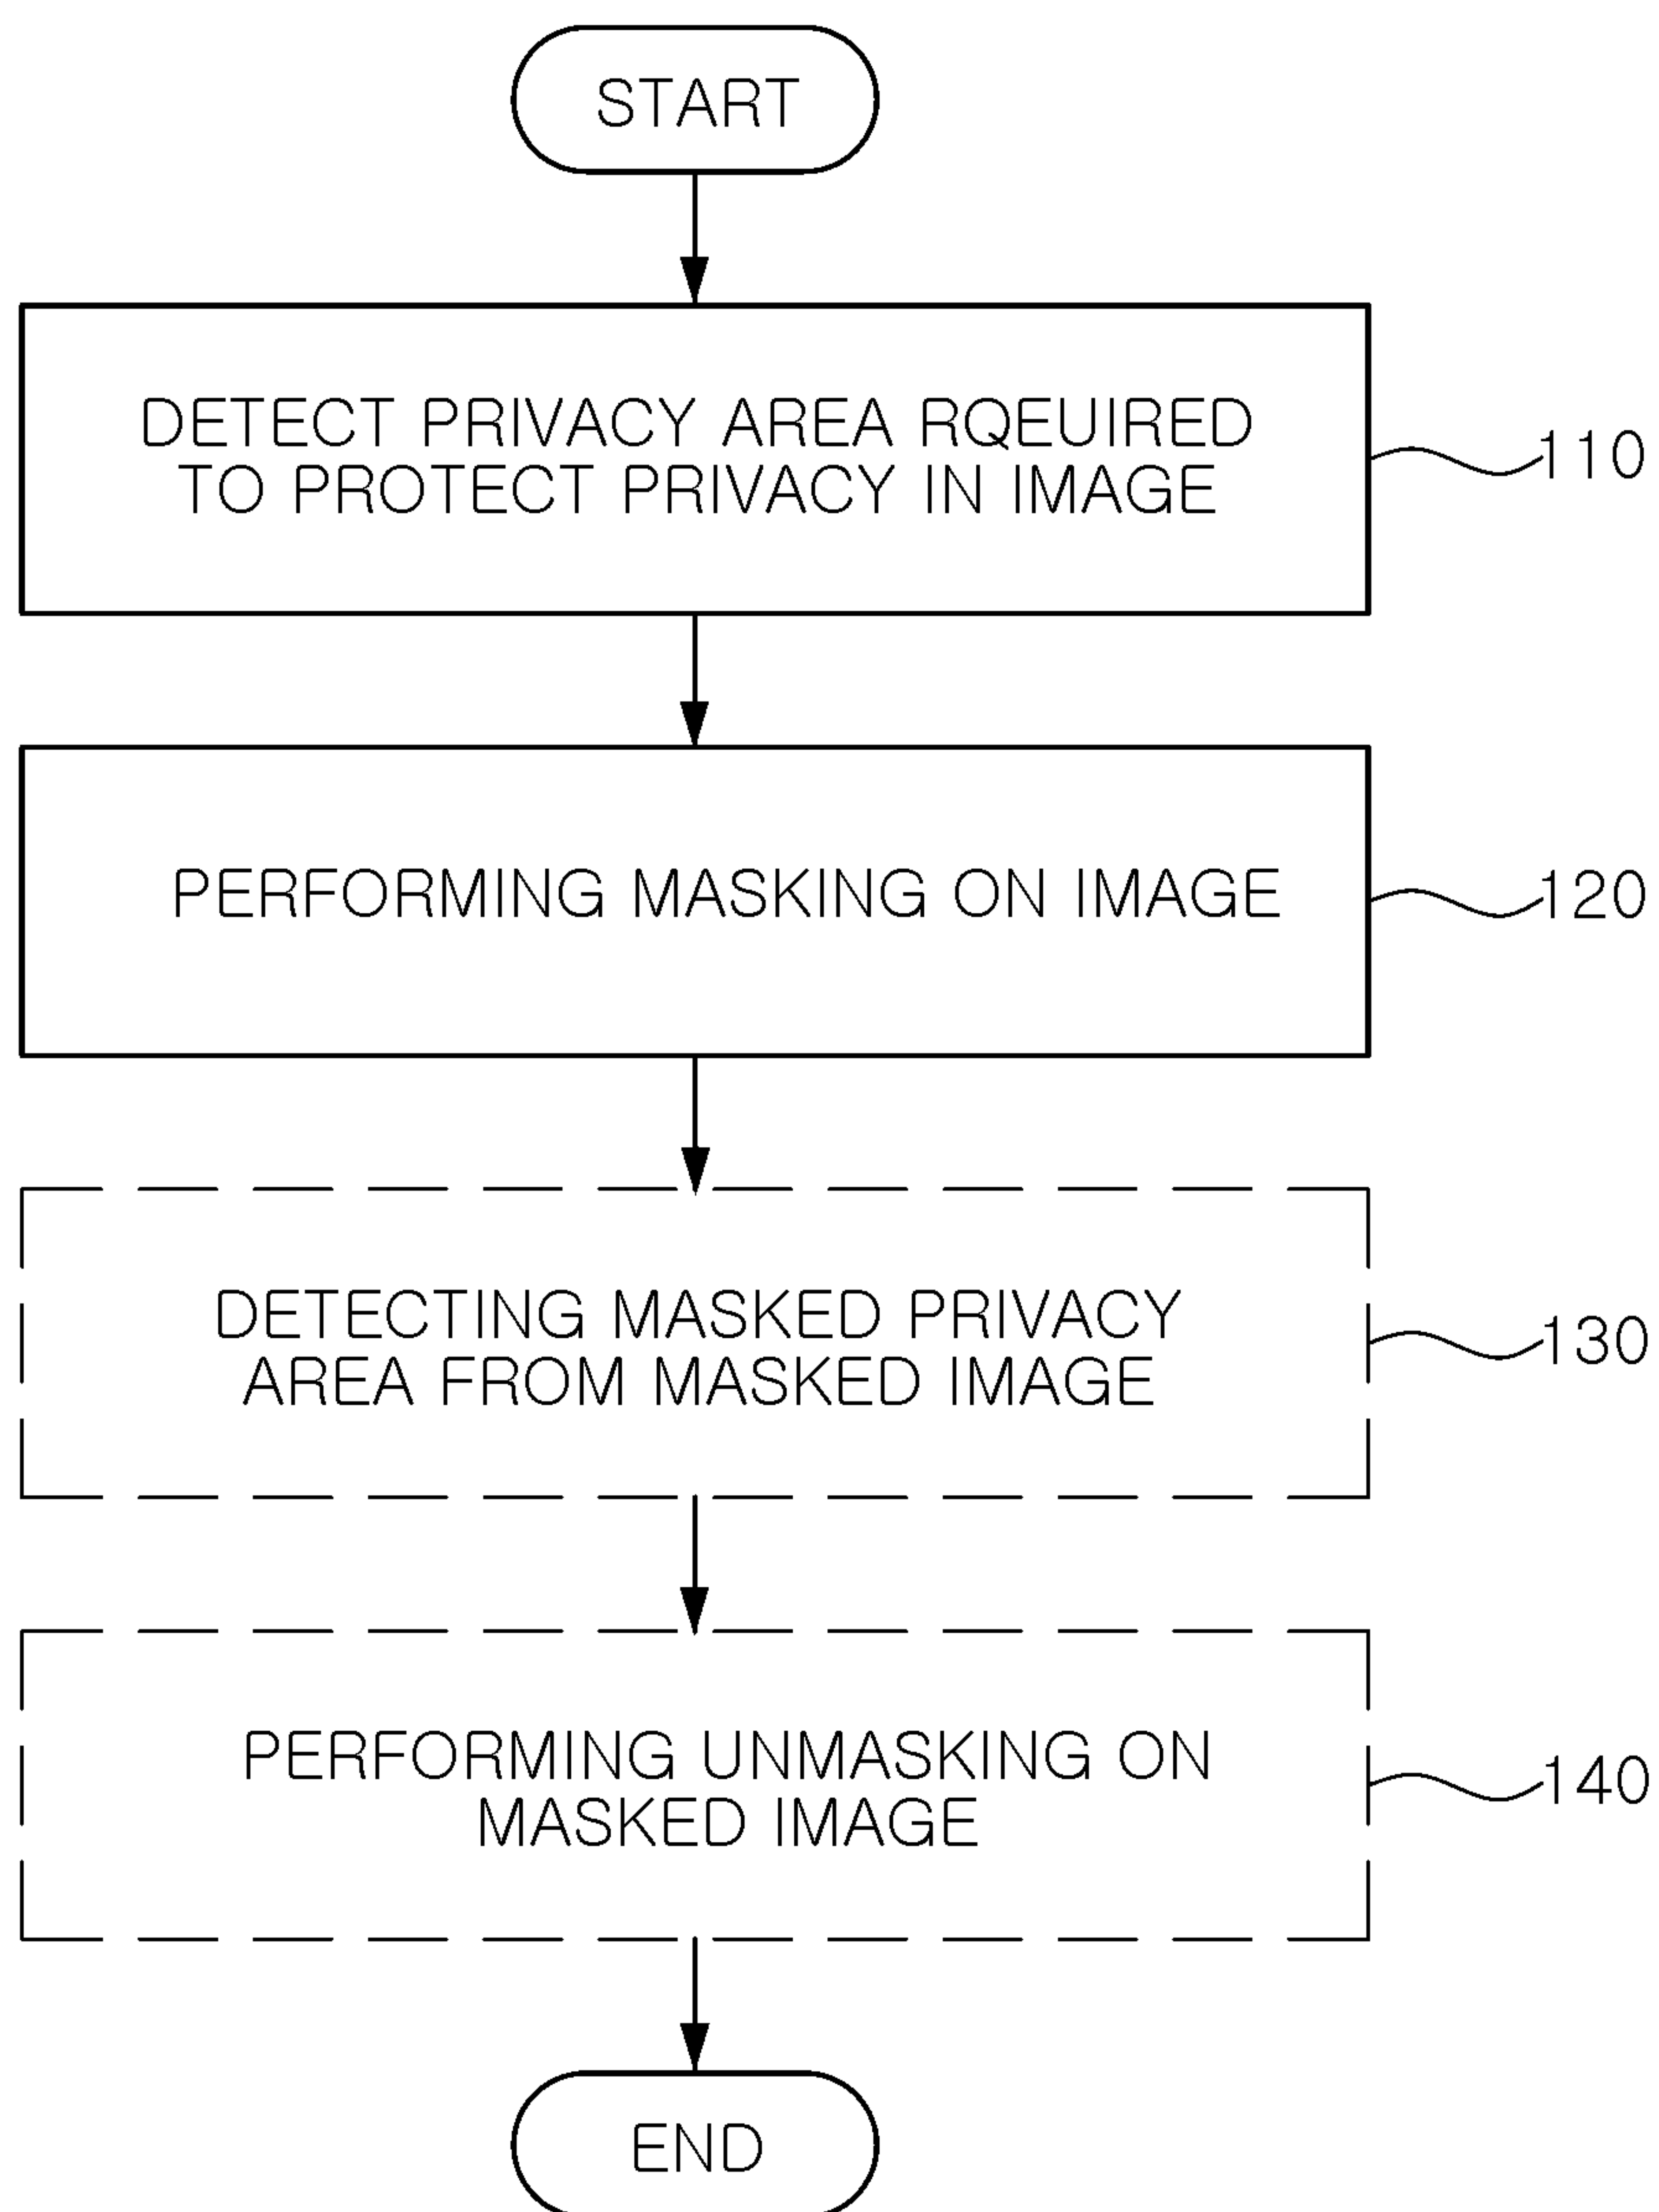 START
DETECT PRIVACY AREA RQEUIRED
TO PROTECT PRIVACY IN IMAGE
110
PERFORMING MASKING ON IMAGE
120
DETECTING MASKED PRIVACY
AREA FROM MASKED IMAGE
130
PERFORMING UNMASKING ON
MASKED IMAGE
140
END